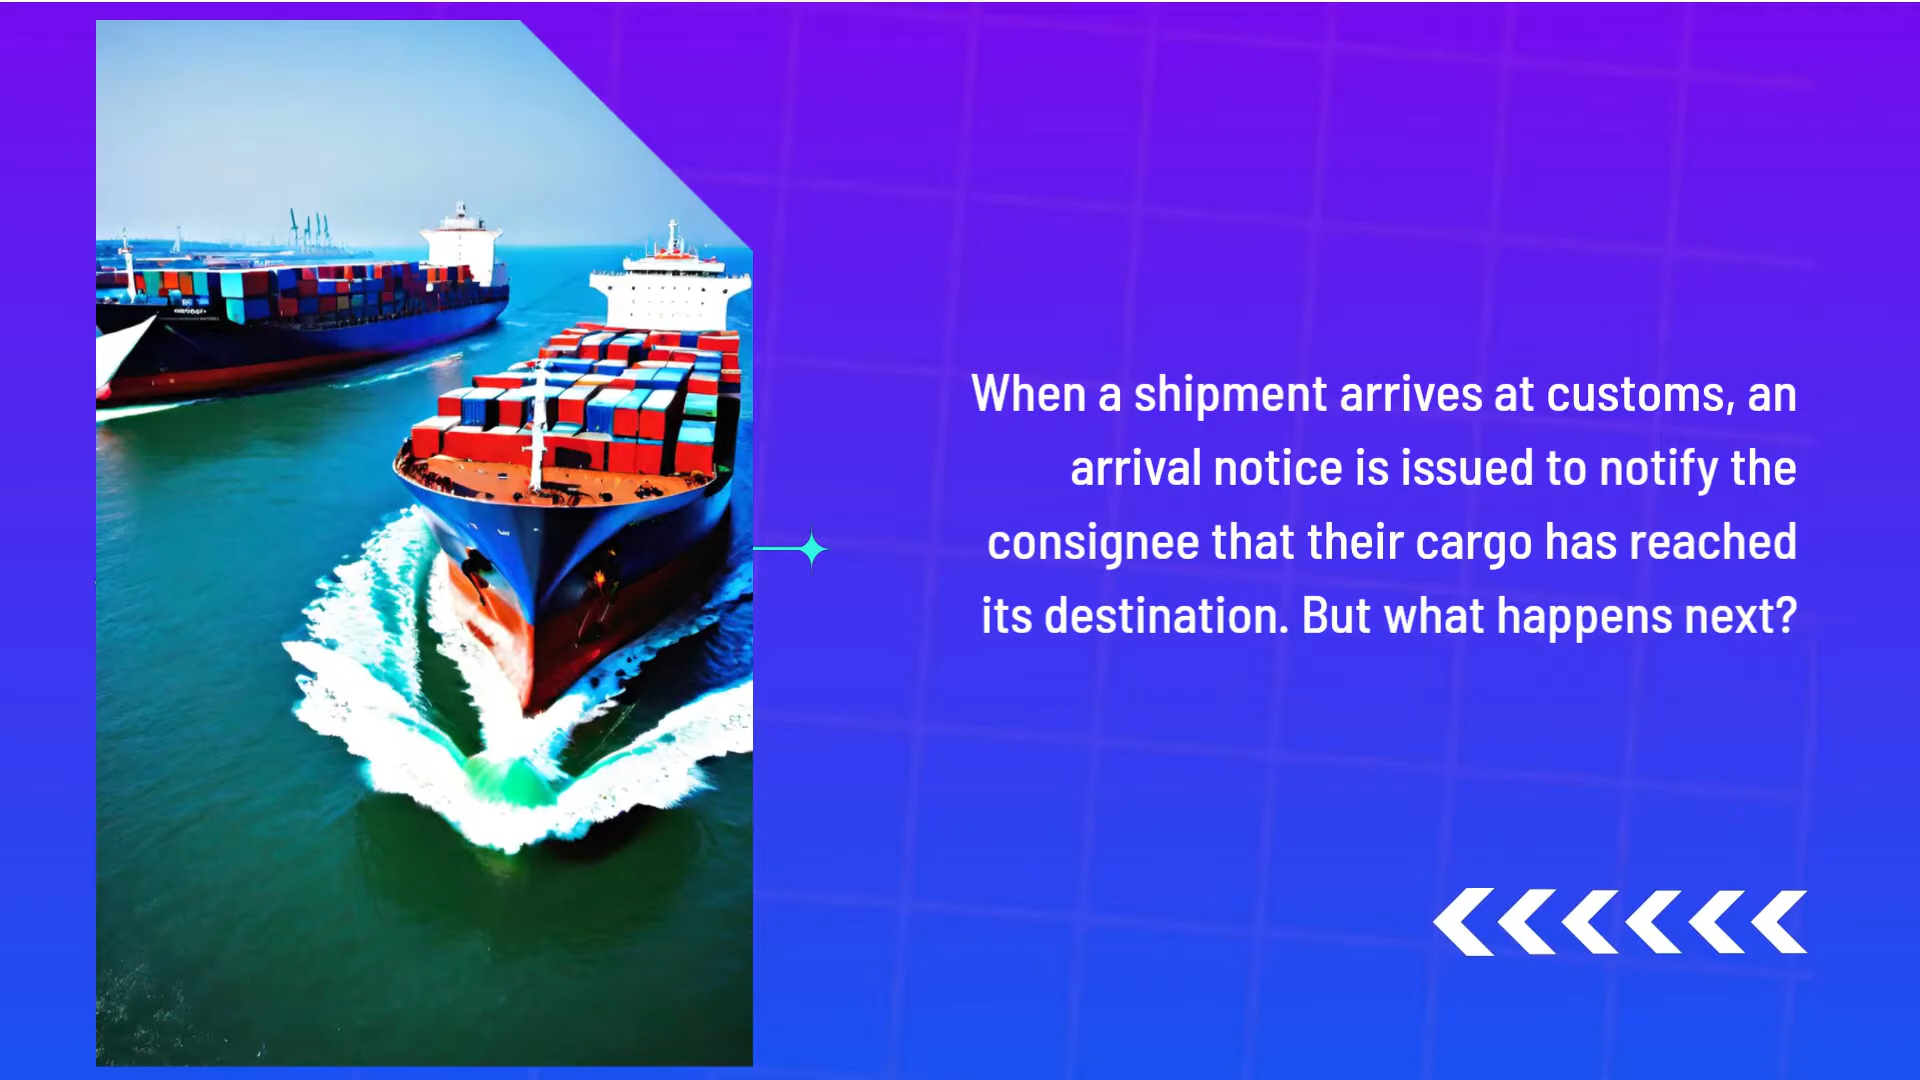 When a shipment arrives at customs, an
arrival notice is issued to notify the
consignee that their cargo has reached
its destination. But what happens next?